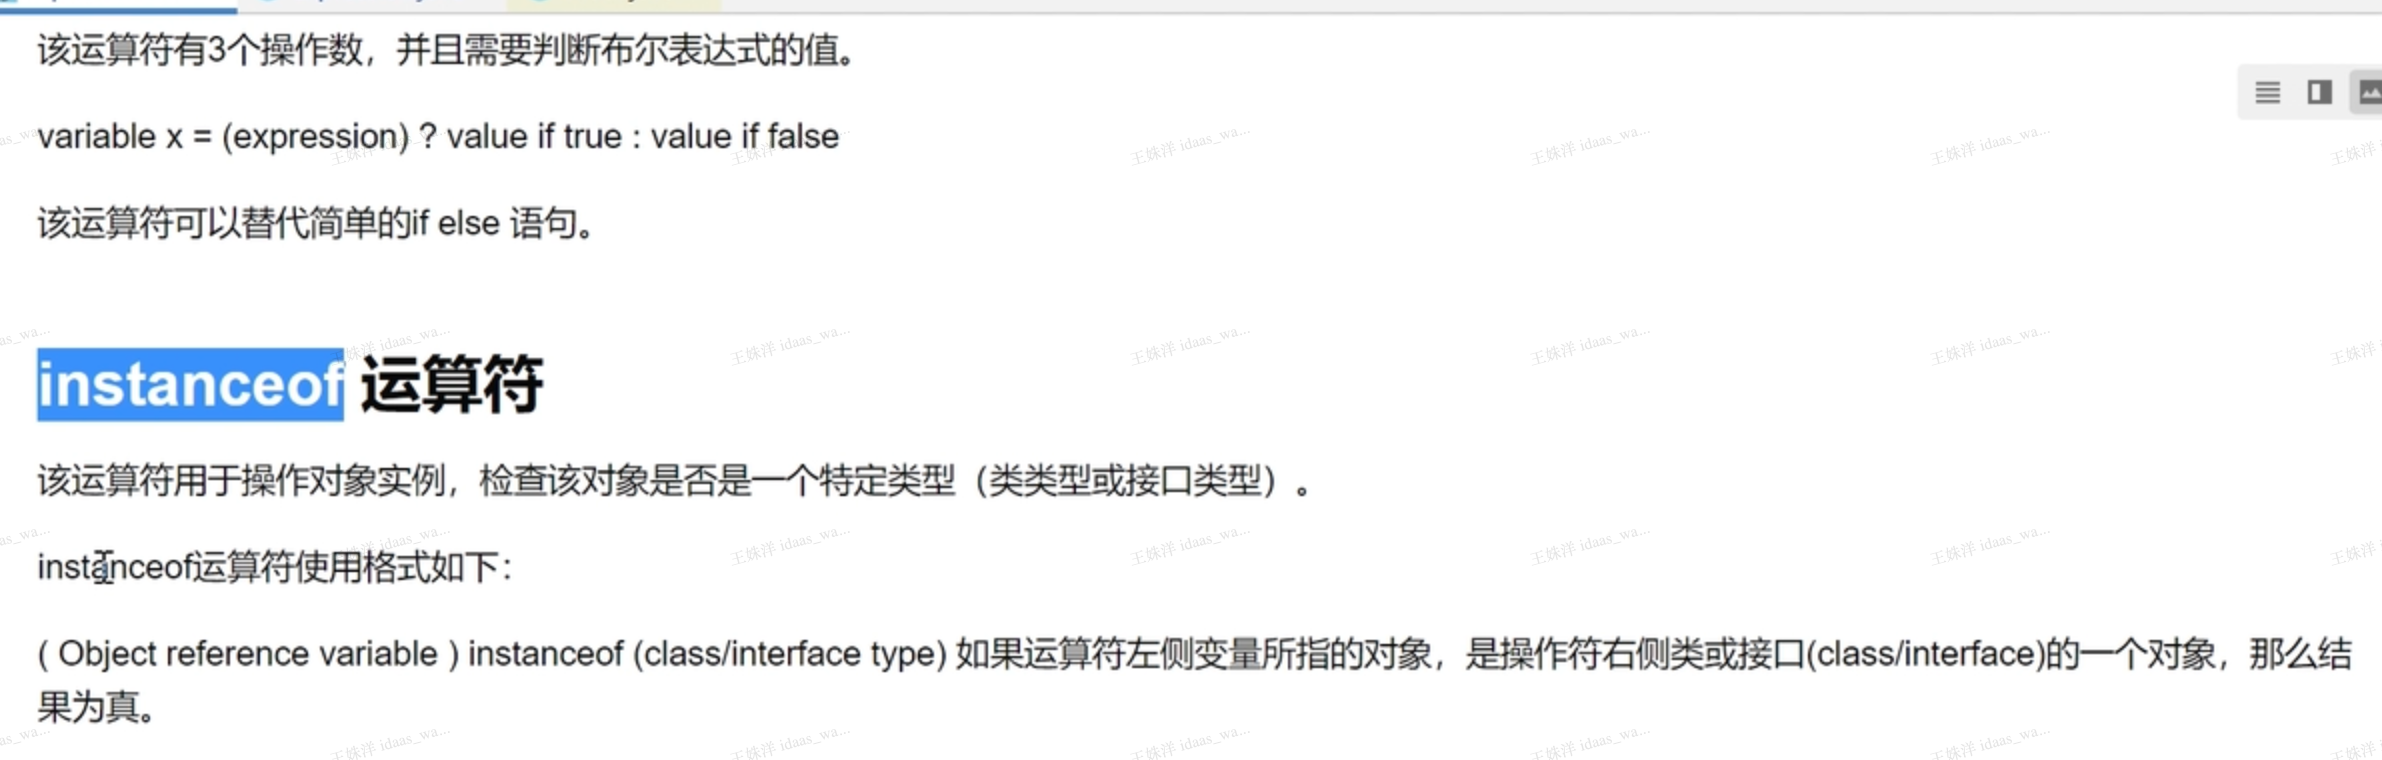 该运算符有3个操作数，并且需要判断布尔表达式的值。
variable x = (expression) ? value if true : value if false
该运算符可以替代简单的if else 语句。
instanceof 运算符
该运算符用于操作对象实例，检查该对象是否是一个特定类型（类类型或接口类型）。
instanceof运算符使用格式如下：
( Object reference variable ) instanceof (class/interface type) 如果运算符左侧变量所指的对象，是操作符右侧类或接口(class/interface)的一个对象，那么结
果为真。
王姝洋 idaas_wa...